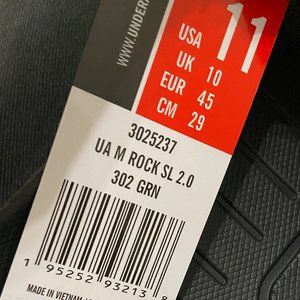 WWW.UNDER
USA 11
UK 10
EUR 45
CM 29
3025237
UA M ROCK SL 2.0
302 GRN
1 95252 93213 8
MADE IN VIETNAM